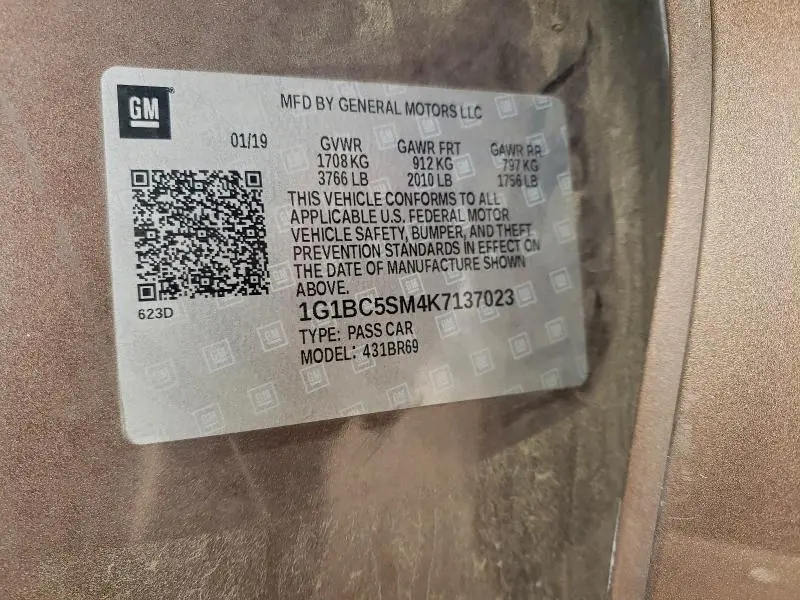 GM
MFD BY GENERAL MOTORS LLC
01/19 GVWR GAWR FRT GAWR RR
1708 KG 912 KG 797 KG
3766 LB 2010 LB 1756 LB
THIS VEHICLE CONFORMS TO ALL
APPLICABLE U.S. FEDERAL MOTOR
VEHICLE SAFETY, BUMPER, AND THEFT
PREVENTION STANDARDS IN EFFECT ON
THE DATE OF MANUFACTURE SHOWN
ABOVE.
623D
1G1BC5SM4K7137023
TYPE: PASS CAR
MODEL: 431BR69